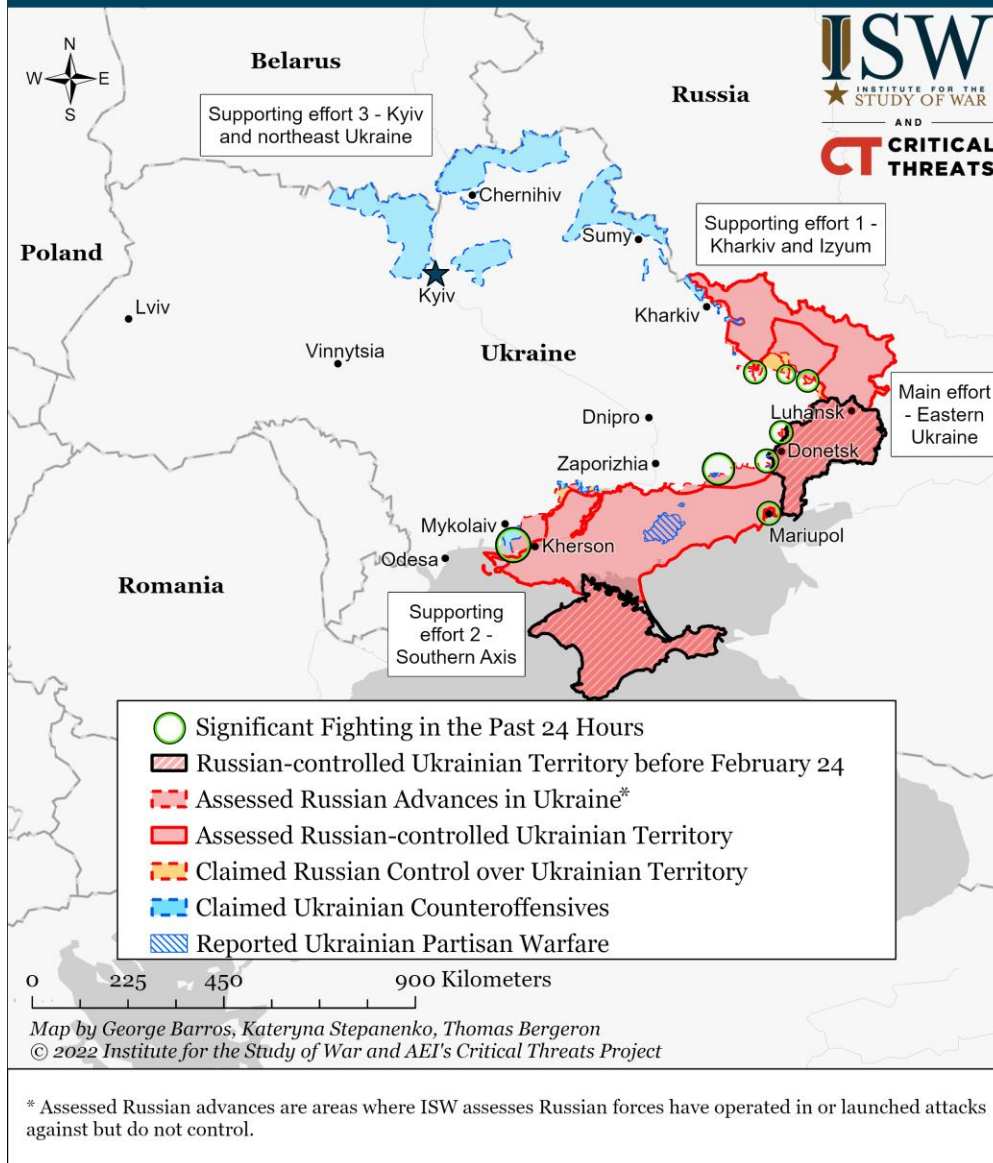 N
W E
S
Belarus
Russia
ISW
INSTITUTE FOR THE
STUDY OF WAR
AND
CT CRITICAL
THREATS
Supporting effort 3 - Kyiv
and northeast Ukraine
Chernihiv
Sumy
Supporting effort 1 -
Kharkiv and Izyum
Poland
Kyiv
Lviv
Kharkiv
Vinnytsia
Ukraine
Main effort
- Eastern
Ukraine
Luhansk
Dnipro
Donetsk
Zaporizhia
Mykolaiv
Mariupol
Kherson
Odesa
Romania
Supporting
effort 2 -
Southern Axis
Significant Fighting in the Past 24 Hours
Russian-controlled Ukrainian Territory before February 24
Assessed Russian Advances in Ukraine*
Assessed Russian-controlled Ukrainian Territory
Claimed Russian Control over Ukrainian Territory
Claimed Ukrainian Counteroffensives
Reported Ukrainian Partisan Warfare
0 225 450 900 Kilometers
Map by George Barros, Kateryna Stepanenko, Thomas Bergeron
© 2022 Institute for the Study of War and AEI's Critical Threats Project
* Assessed Russian advances are areas where ISW assesses Russian forces have operated in or launched attacks
against but do not control.